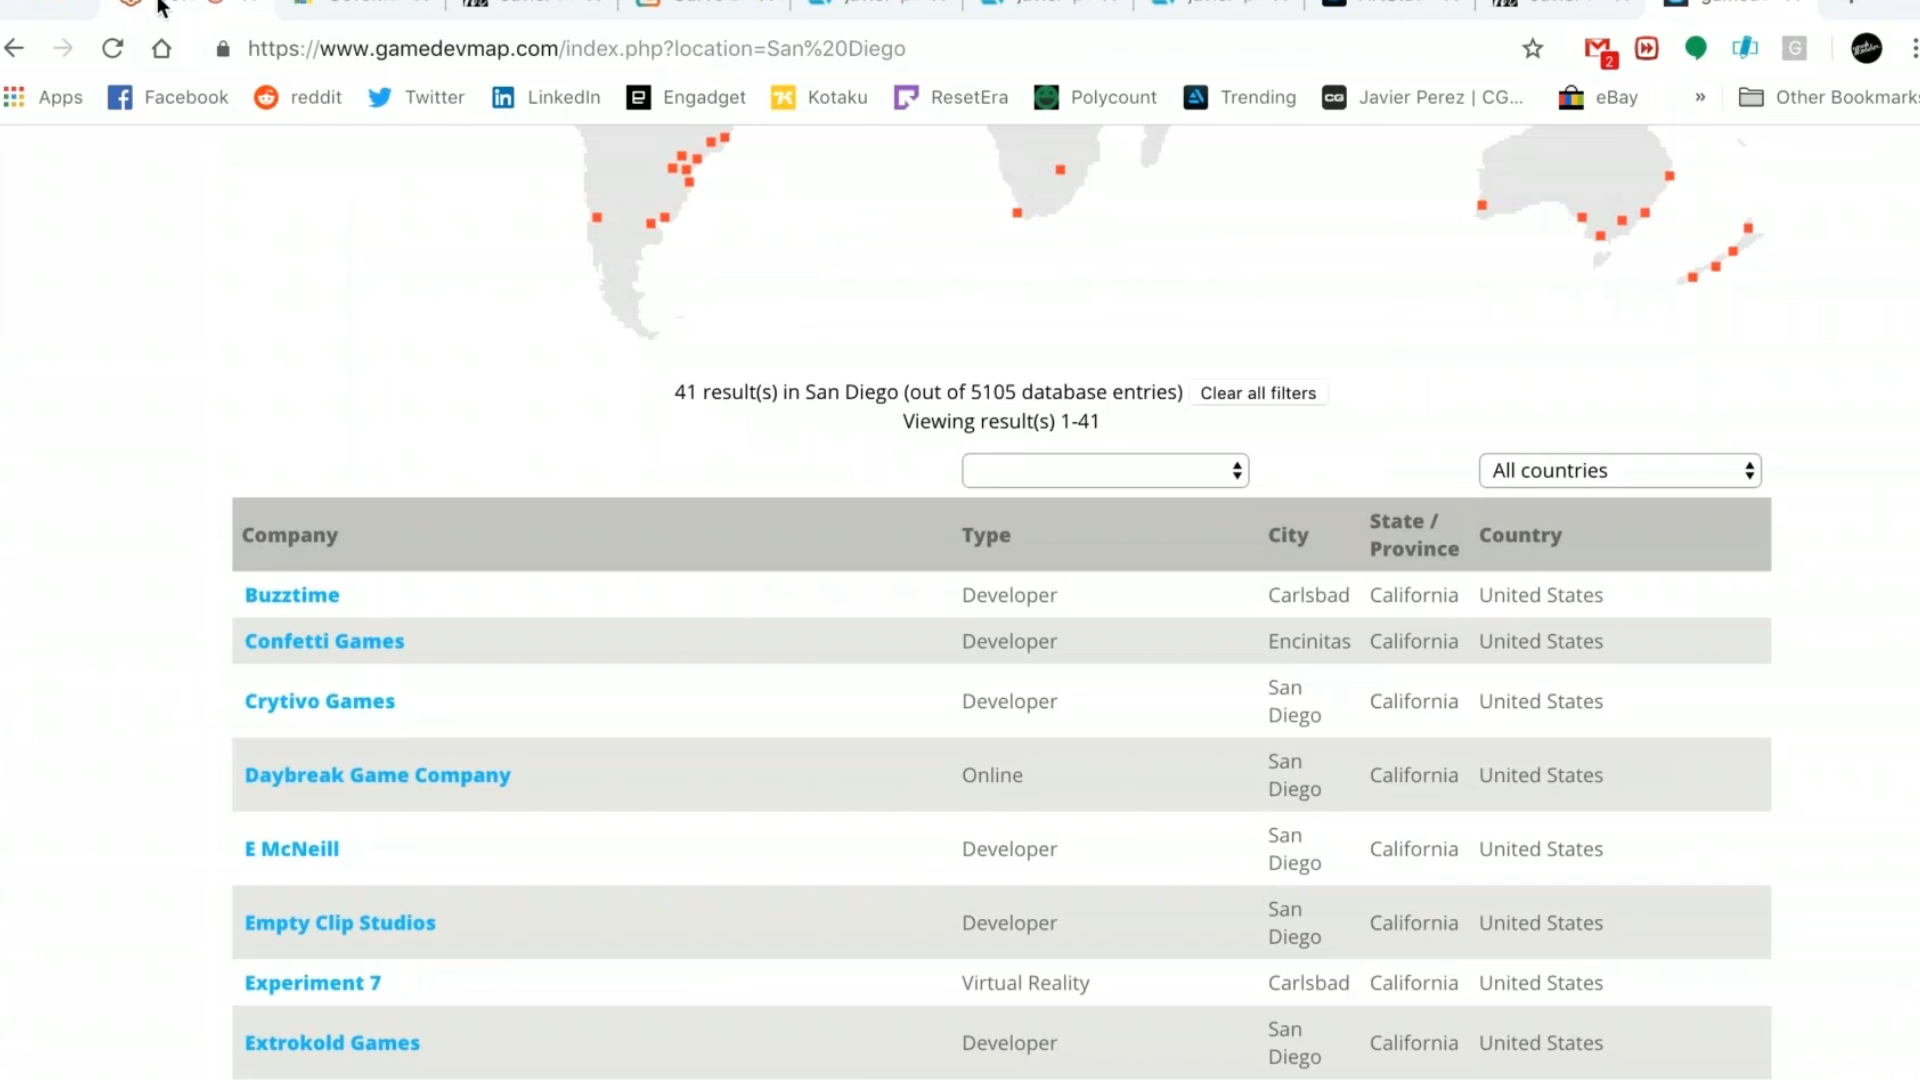 https://www.gamedevmap.com/index.php?location=San%20Diego
2
G
Apps Facebook reddit Twitter LinkedIn Engadget Kotaku ResetEra Polycount Trending CG Javier Perez | CG... eBay » Other Bookmarks
41 result(s) in San Diego (out of 5105 database entries) Clear all filters
Viewing result(s) 1-41
All countries
Company Type City State / Province Country
Buzztime Developer Carlsbad California United States
Confetti Games Developer Encinitas California United States
Crytivo Games Developer San Diego California United States
Daybreak Game Company Online San Diego California United States
E McNeill Developer San Diego California United States
Empty Clip Studios Developer San Diego California United States
Experiment 7 Virtual Reality Carlsbad California United States
Extrokold Games Developer San Diego California United States